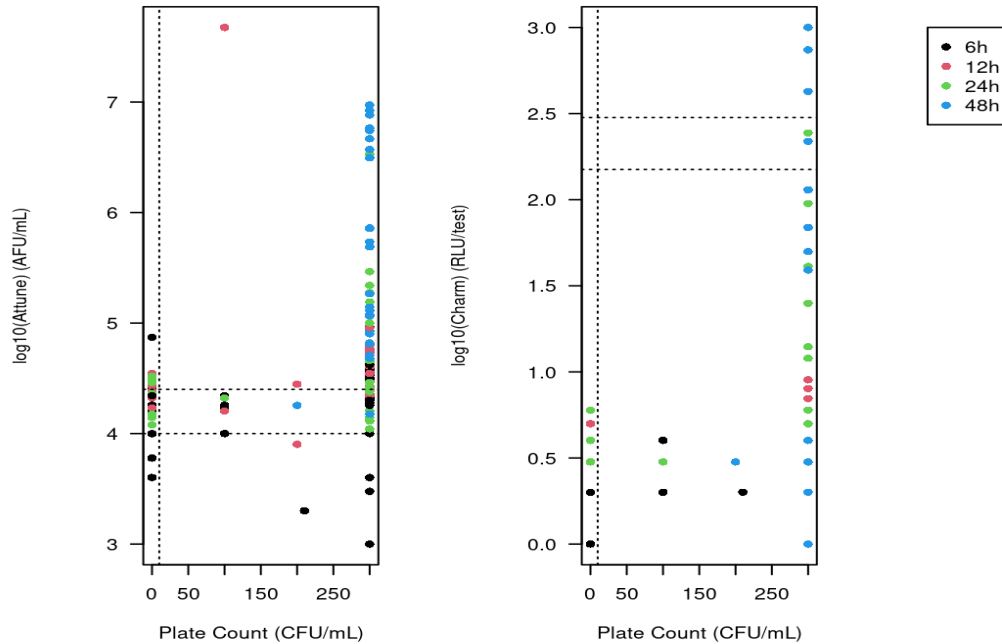 log10(Attune) (AFU/mL)
7
6
5
4
3
0 50 150 250
Plate Count (CFU/mL)
log10(Charm) (RLU/test)
3.0
2.5
2.0
1.5
1.0
0.5
0.0
0 50 150 250
Plate Count (CFU/mL)
6h
12h
24h
48h